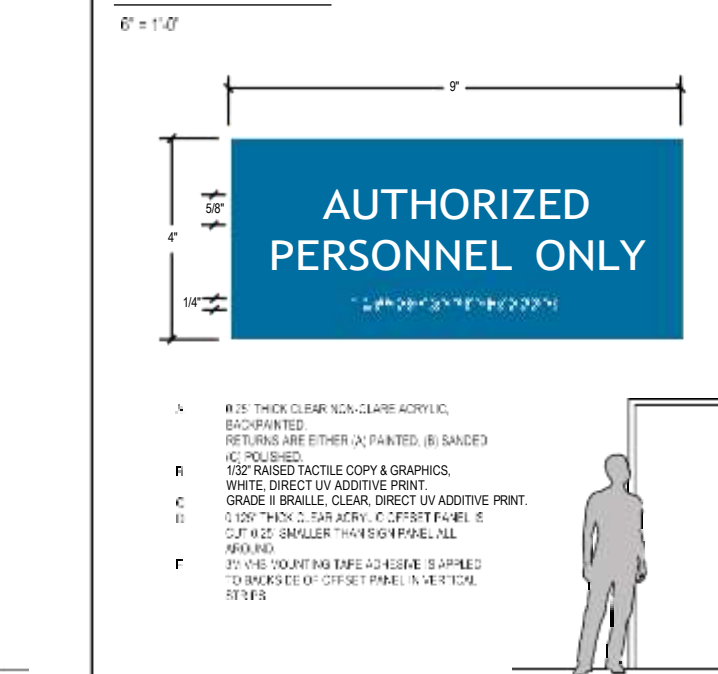 6" = 1'-0"
9"
5/8"
4"
1/4"
AUTHORIZED
PERSONNEL ONLY
A 0.25" THICK CLEAR NON-GLARE ACRYLIC,
BACKPAINTED.
RETURNS ARE EITHER (A) PAINTED, (B) SANDED
(C) POLISHED.
B 1/32" RAISED TACTILE COPY & GRAPHICS,
WHITE, DIRECT UV ADDITIVE PRINT.
C GRADE II BRAILLE, CLEAR, DIRECT UV ADDITIVE PRINT.
D 0.125" THICK CLEAR ACRYLIC OFFSET PANEL IS
CUT 0.25" SMALLER THAN SIGN PANEL ALL
AROUND.
E 3M VHB MOUNTING TAPE ADHESIVE IS APPLED
TO BACKSIDE OF OFFSET PANEL IN VERTICAL
STRIPS